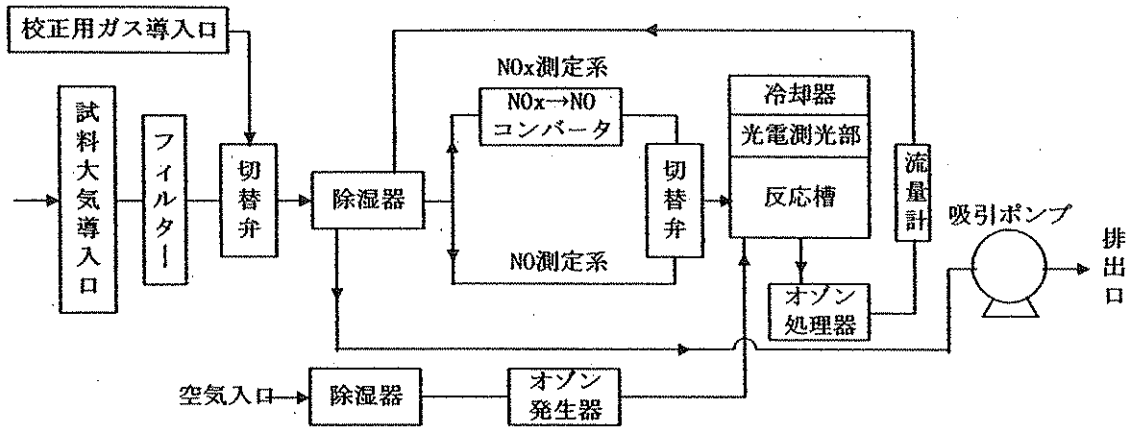 校正用ガス導入口
試料大気導入口
フィルター
切替弁
除湿器
NOx測定系
NOx→NO
コンバータ
NO測定系
切替弁
冷却器
光電測光部
反応槽
オゾン
処理器
流量計
吸引ポンプ
排出口
空気入口
除湿器
オゾン
発生器